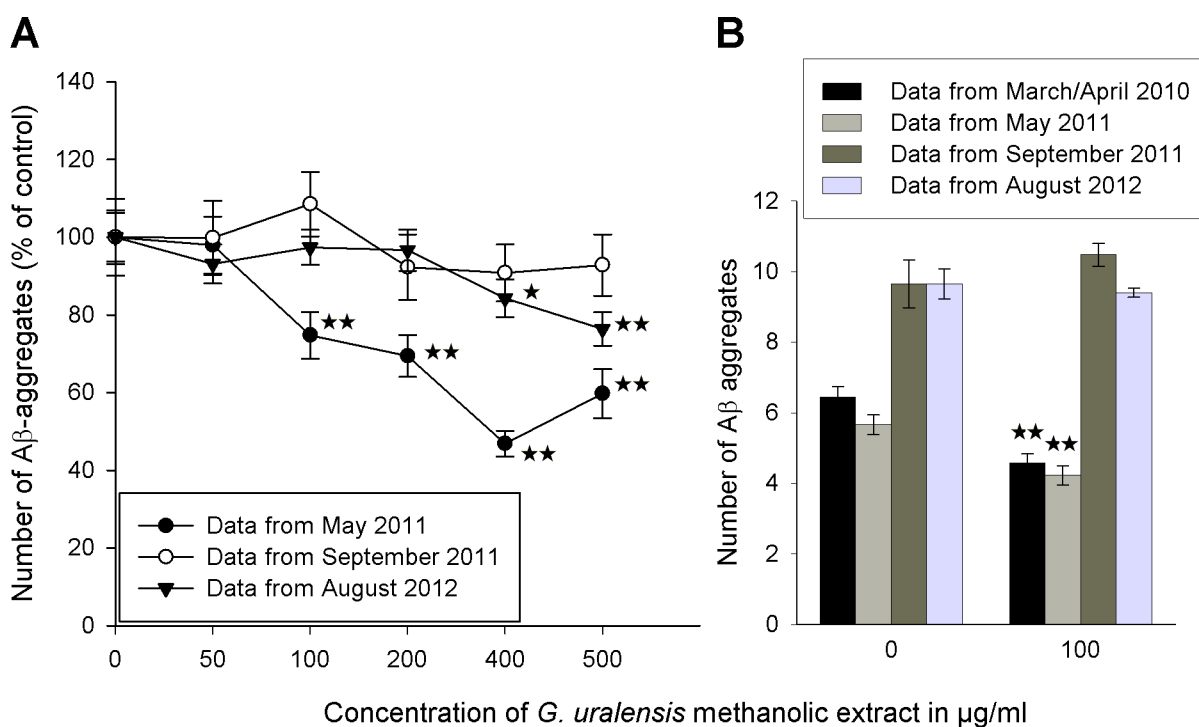 A
Number of Aβ-aggregates (% of control)
140
120
100
80
60
40
20
0
★★
★★
★★
★
★★
★★
Data from May 2011
Data from September 2011
Data from August 2012
0 50 100 200 400 500
B
Data from March/April 2010
Data from May 2011
Data from September 2011
Data from August 2012
Number of Aβ aggregates
12
10
8
6
4
2
0
★★ ★★
0 100
Concentration of G. uralensis methanolic extract in µg/ml